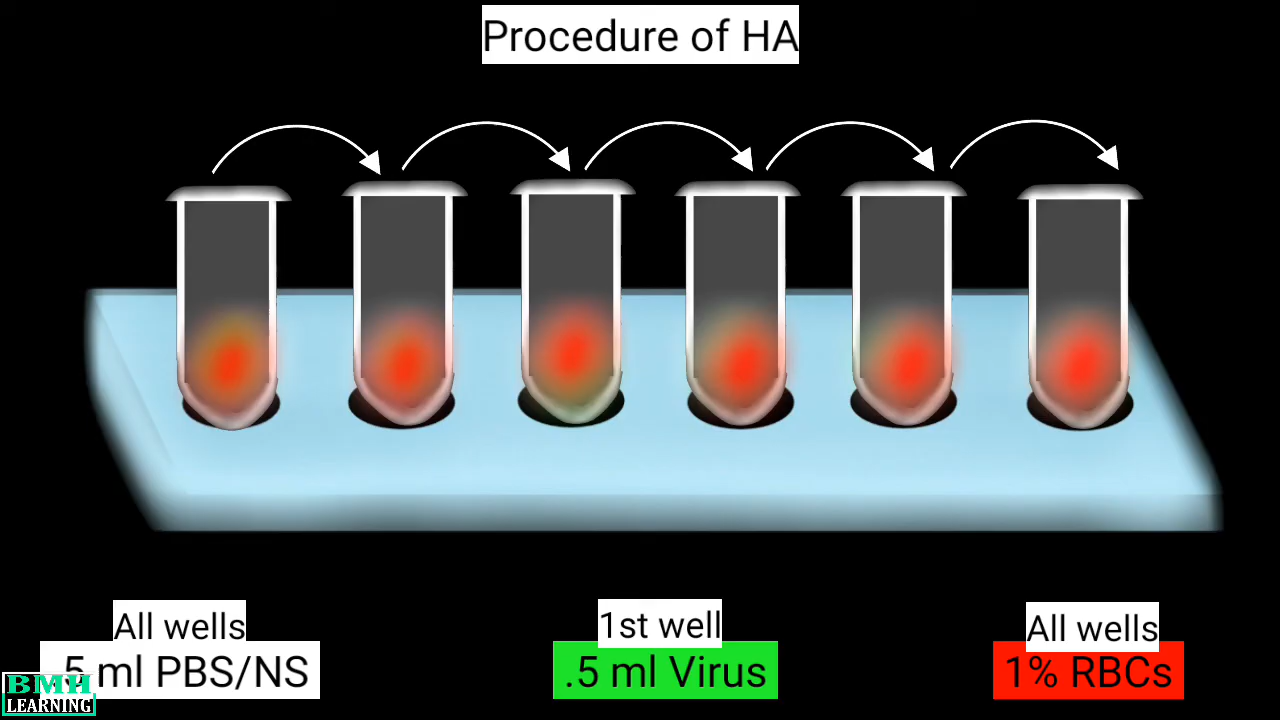 Procedure of HA
All wells
.5 ml PBS/NS
1st well
.5 ml Virus
All wells
1% RBCs
BMH
LEARNING